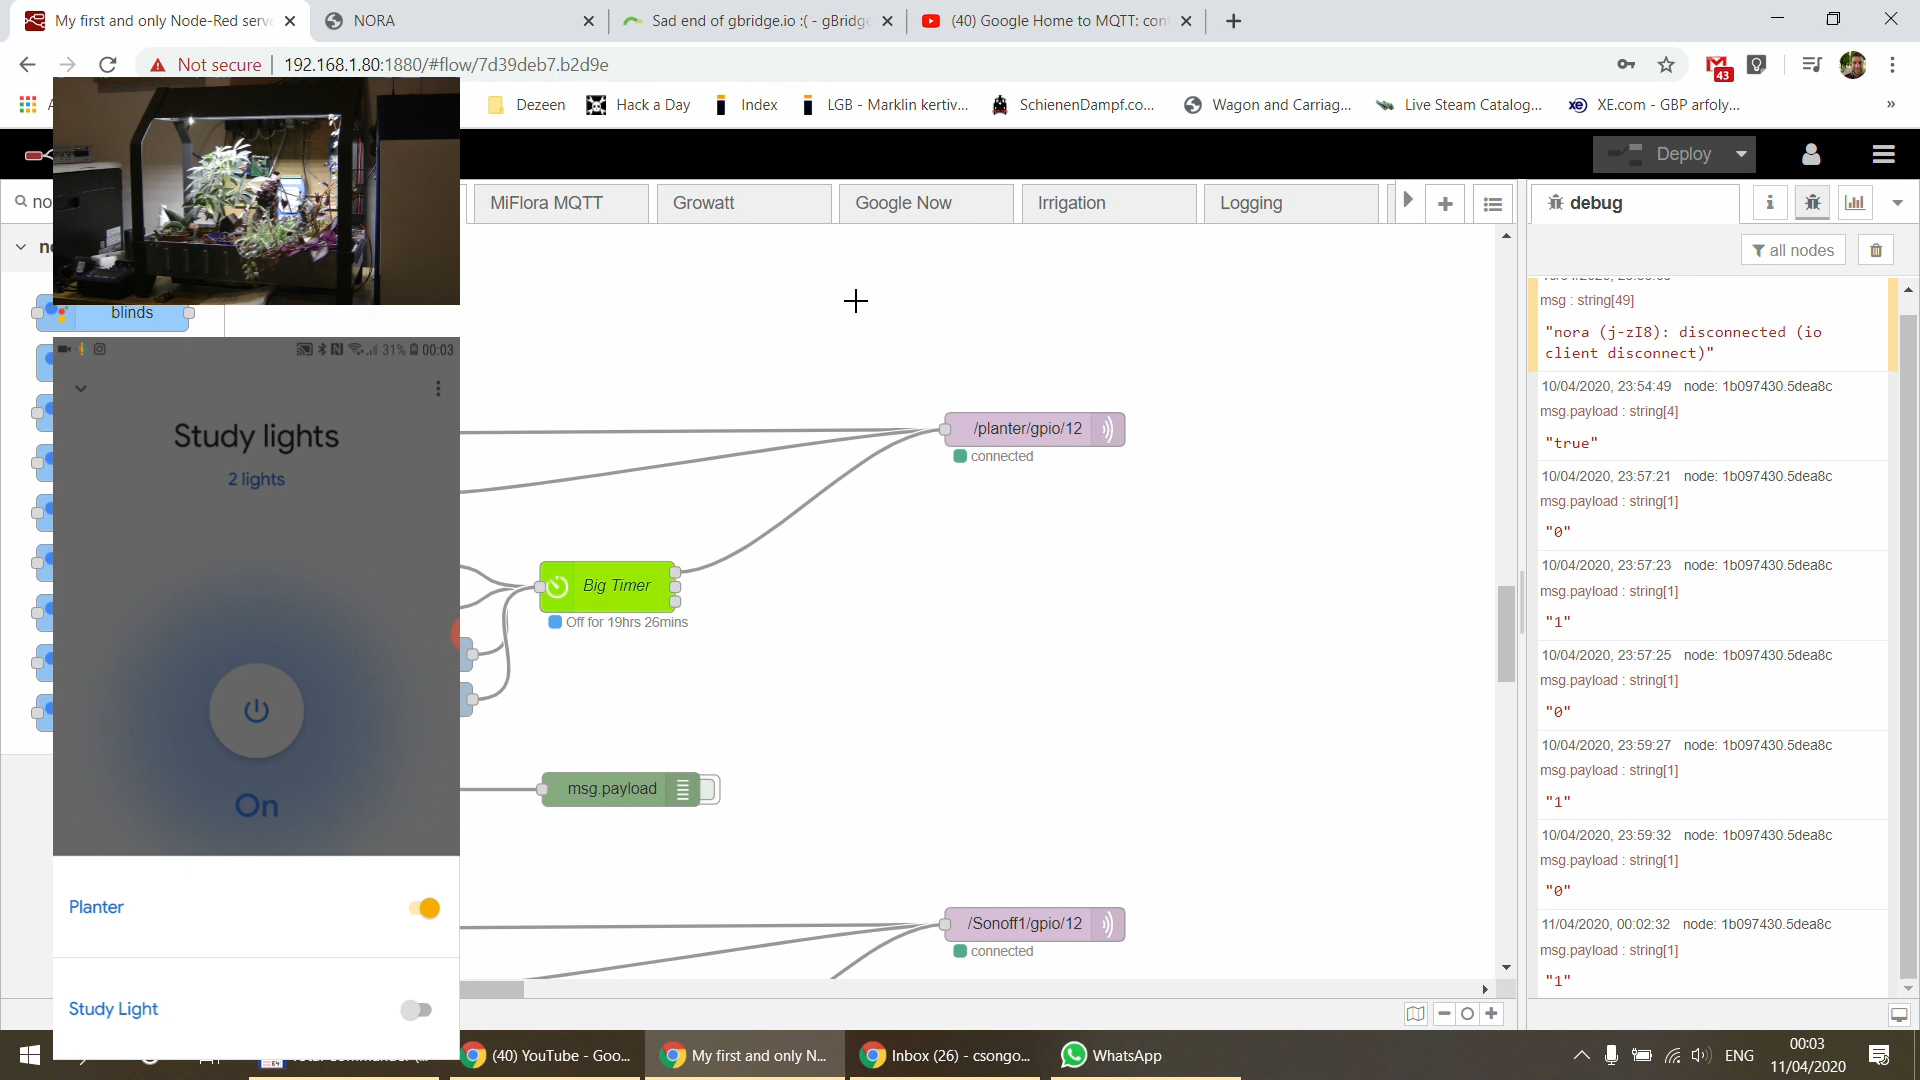 My first and only Node-Red serve
NORA
Sad end of gbridge.io :( - gBridge
(40) Google Home to MQTT: cont
Not secure
192.168.1.80:1880/#flow/7d39deb7.b2d9e
43
Dezeen
Hack a Day
Index
LGB - Marklin kertiv...
SchienenDampf.co...
Wagon and Carriag...
Live Steam Catalog...
XE.com - GBP arfoly...
»
Deploy
no
MiFlora MQTT
Growatt
Google Now
Irrigation
Logging
debug
all nodes
blinds
31% 00:03
Study lights
2 lights
On
Planter
Study Light
/planter/gpio/12
connected
Big Timer
Off for 19hrs 26mins
msg.payload
/Sonoff1/gpio/12
connected
msg : string[49]
"nora (j-zI8): disconnected (io
client disconnect)"
10/04/2020, 23:54:49 node: 1b097430.5dea8c
msg.payload : string[4]
"true"
10/04/2020, 23:57:21 node: 1b097430.5dea8c
msg.payload : string[1]
"0"
10/04/2020, 23:57:23 node: 1b097430.5dea8c
msg.payload : string[1]
"1"
10/04/2020, 23:57:25 node: 1b097430.5dea8c
msg.payload : string[1]
"0"
10/04/2020, 23:59:27 node: 1b097430.5dea8c
msg.payload : string[1]
"1"
10/04/2020, 23:59:32 node: 1b097430.5dea8c
msg.payload : string[1]
"0"
11/04/2020, 00:02:32 node: 1b097430.5dea8c
msg.payload : string[1]
"1"
(40) YouTube - Goo...
My first and only N...
Inbox (26) - csongo...
WhatsApp
ENG
00:03
11/04/2020